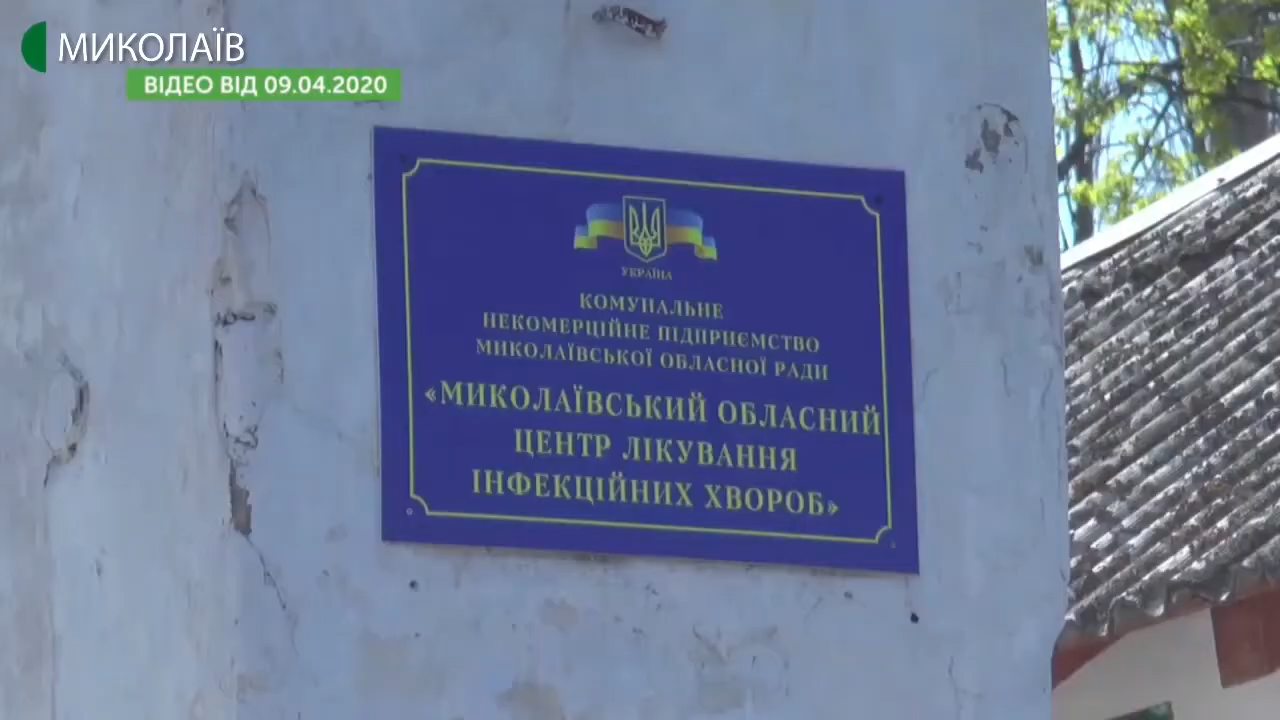 МИКОЛАЇВ
ВІДЕО ВІД 09.04.2020
УКРАЇНА
КОМУНАЛЬНЕ
НЕКОМЕРЦІЙНЕ ПІДПРИЄМСТВО
МИКОЛАЇВСЬКОЇ ОБЛАСНОЇ РАДИ
«МИКОЛАЇВСЬКИЙ ОБЛАСНИЙ
ЦЕНТР ЛІКУВАННЯ
ІНФЕКЦІЙНИХ ХВОРОБ»